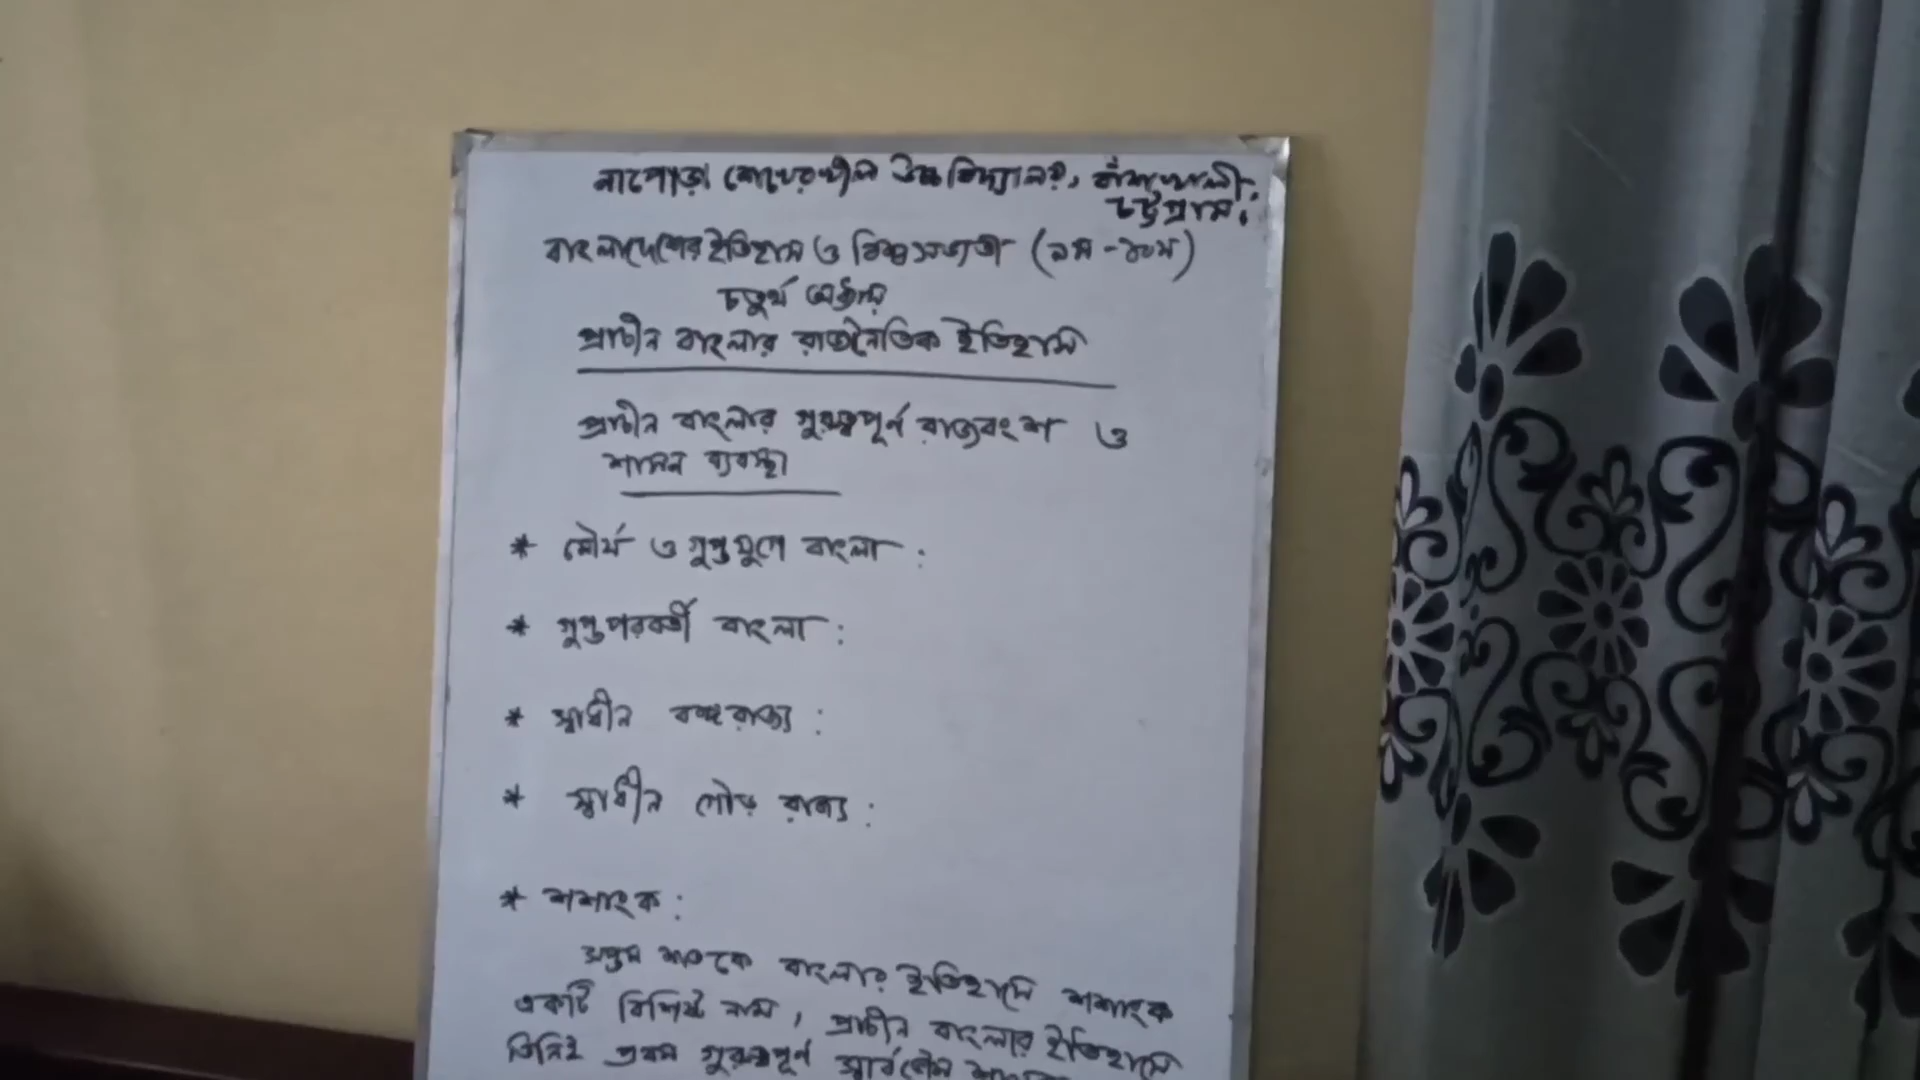 নাপোড়া শেখেরখীল উচ্চ বিদ্যালয়, বাঁশখালী,
চট্টগ্রাম।
বাংলাদেশের ইতিহাস ও বিশ্বসভ্যতা (৯ম - ১০ম)
চতুর্থ অধ্যায়
প্রাচীন বাংলার রাজনৈতিক ইতিহাস
প্রাচীন বাংলার গুরুত্বপূর্ণ রাজবংশ ও
শাসন ব্যবস্থা
* মৌর্য ও গুপ্তযুগে বাংলা :
* গুপ্তপরবর্তী বাংলা :
* স্বাধীন বঙ্গরাজ্য :
* স্বাধীন গৌড় রাজ্য :
* শশাংক :
সপ্তম শতকে বাংলার ইতিহাসে শশাংক
একটি বিশিষ্ট নাম, প্রাচীন বাংলার ইতিহাসে
তিনিই প্রথম গুরুত্বপূর্ণ সার্বভৌম